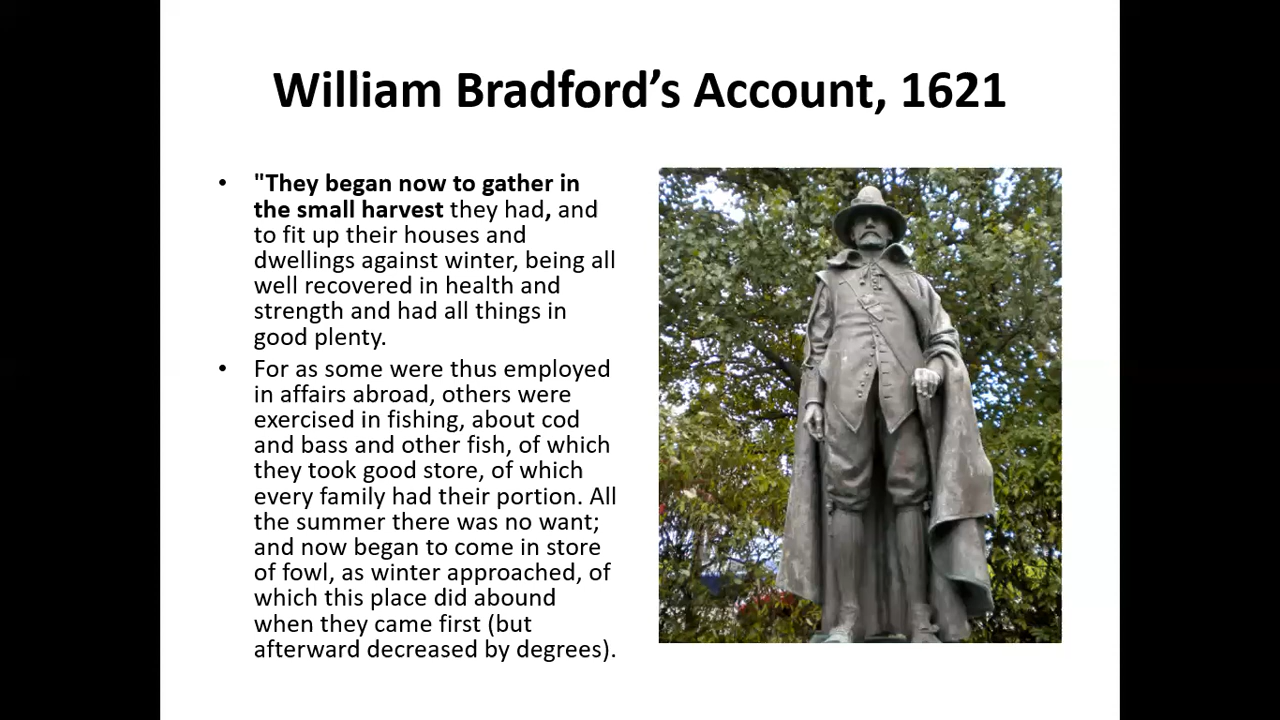 William Bradford’s Account, 1621
• "They began now to gather in
the small harvest they had, and
to fit up their houses and
dwellings against winter, being all
well recovered in health and
strength and had all things in
good plenty.
• For as some were thus employed
in affairs abroad, others were
exercised in fishing, about cod
and bass and other fish, of which
they took good store, of which
every family had their portion. All
the summer there was no want;
and now began to come in store
of fowl, as winter approached, of
which this place did abound
when they came first (but
afterward decreased by degrees).